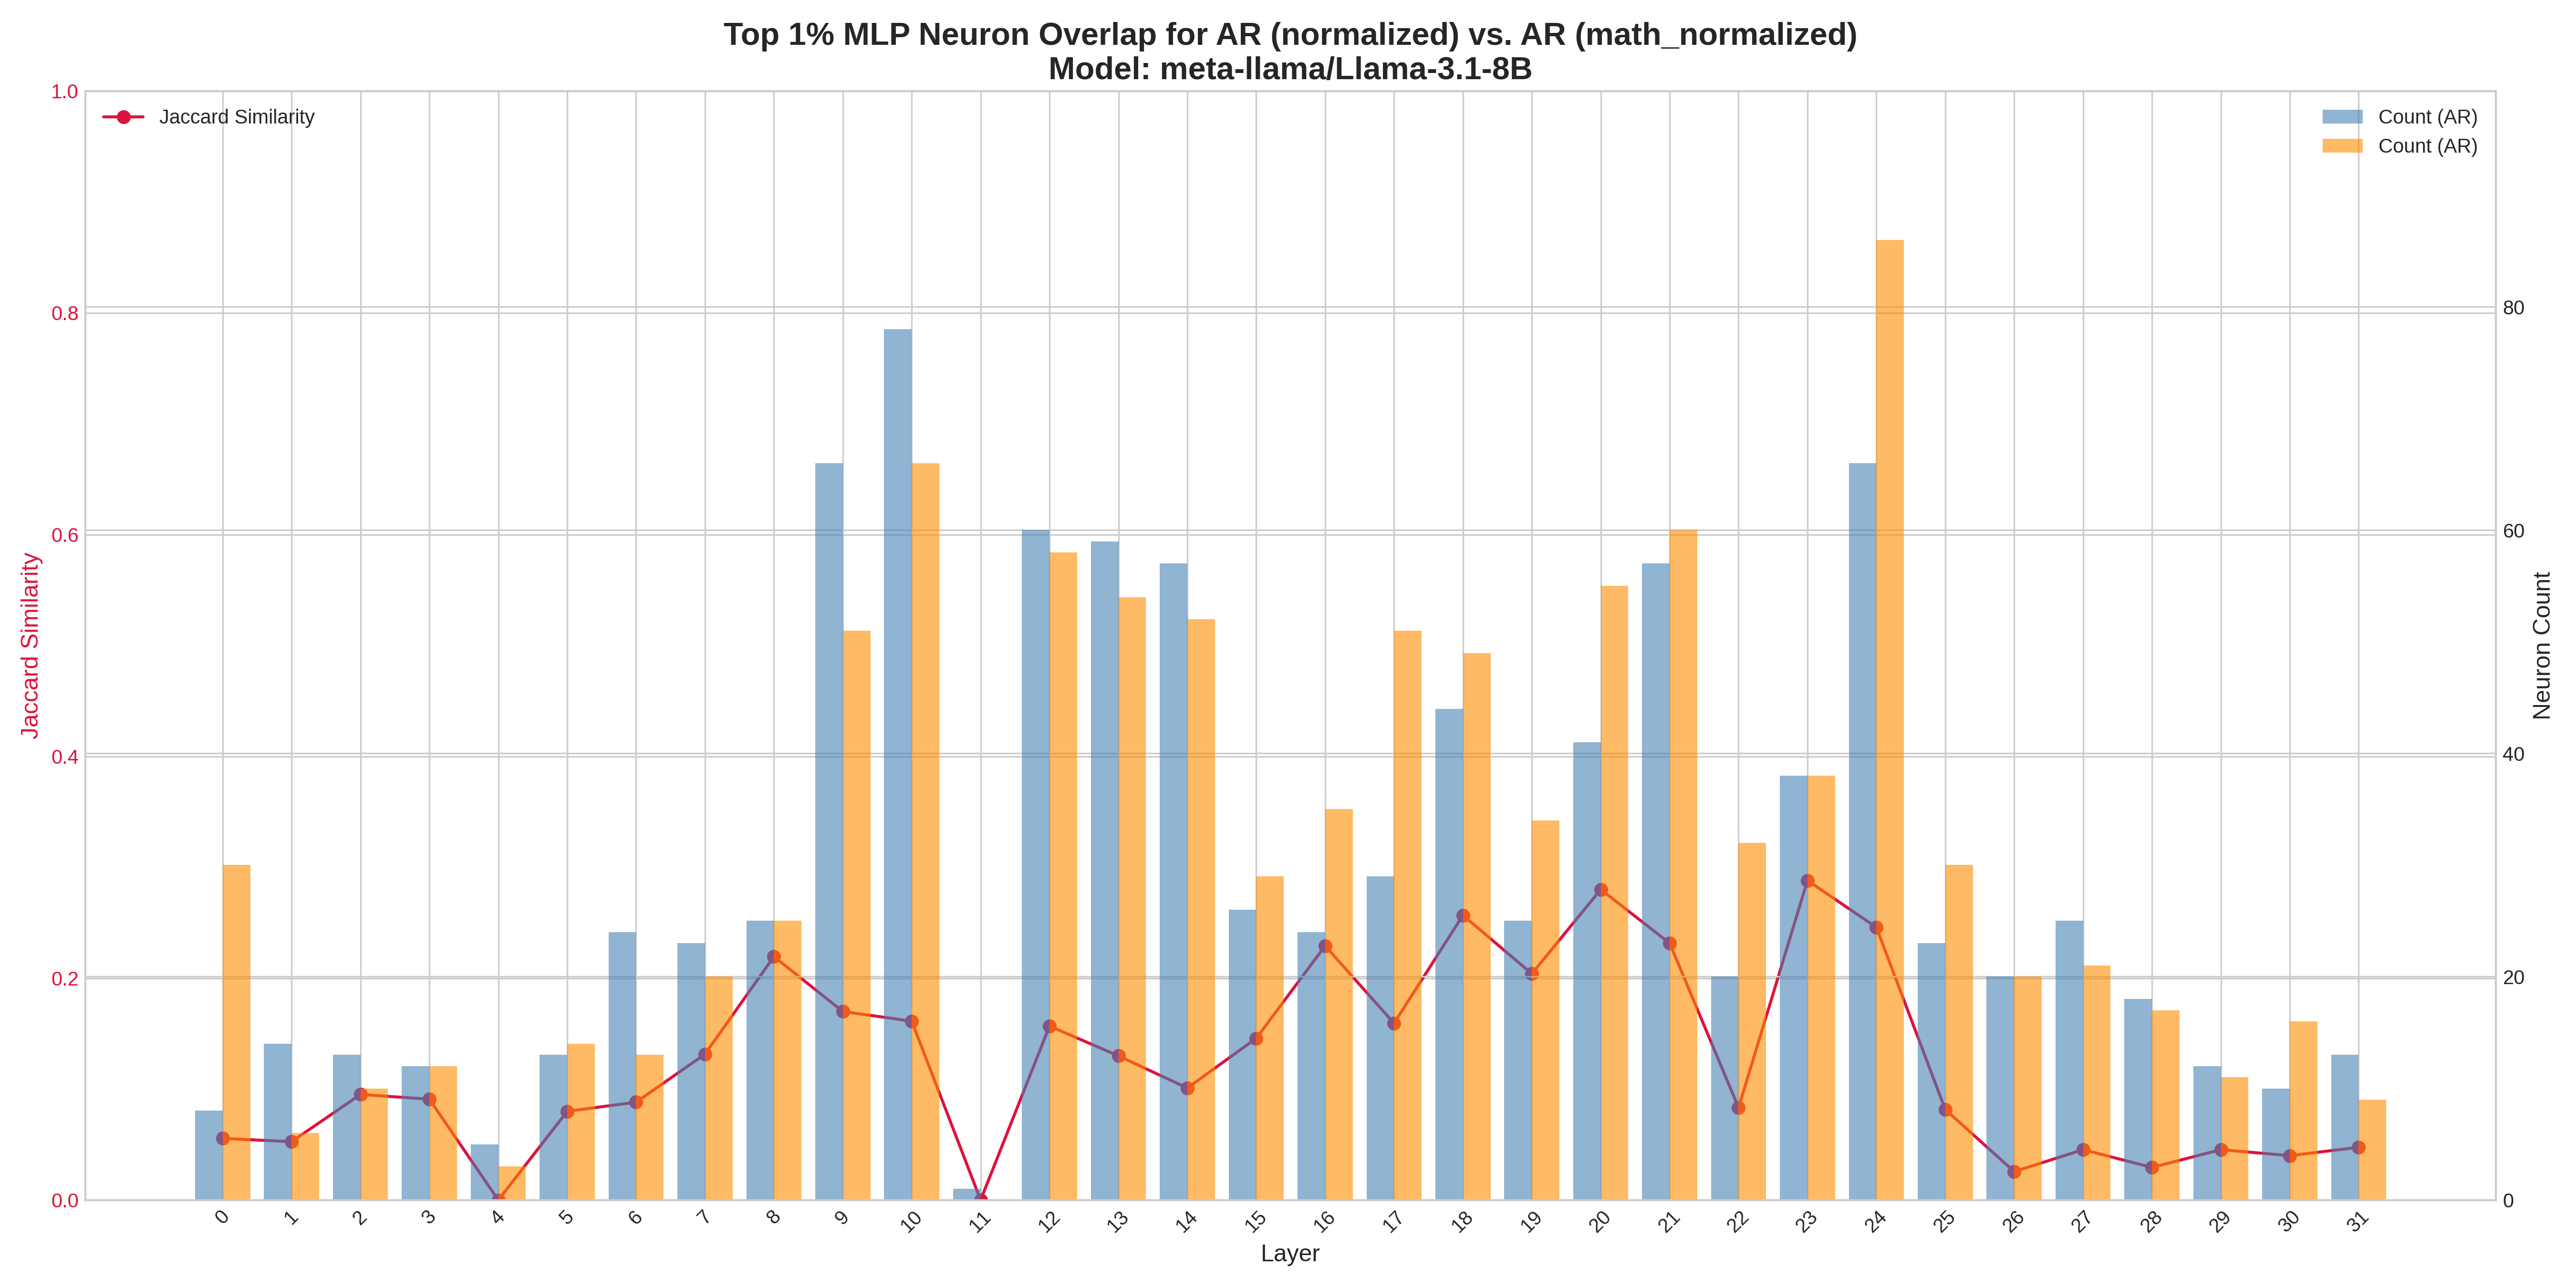 Top 1% MLP Neuron Overlap for AR (normalized) vs. AR (math_normalized)
Model: meta-llama/Llama-3.1-8B
Jaccard Similarity
Count (AR)
Count (AR)
1.0
0.8
0.6
0.4
0.2
0.0
Jaccard Similarity
80
60
40
20
0
Neuron Count
0 1 2 3 4 5 6 7 8 9 10 11 12 13 14 15 16 17 18 19 20 21 22 23 24 25 26 27 28 29 30 31
Layer